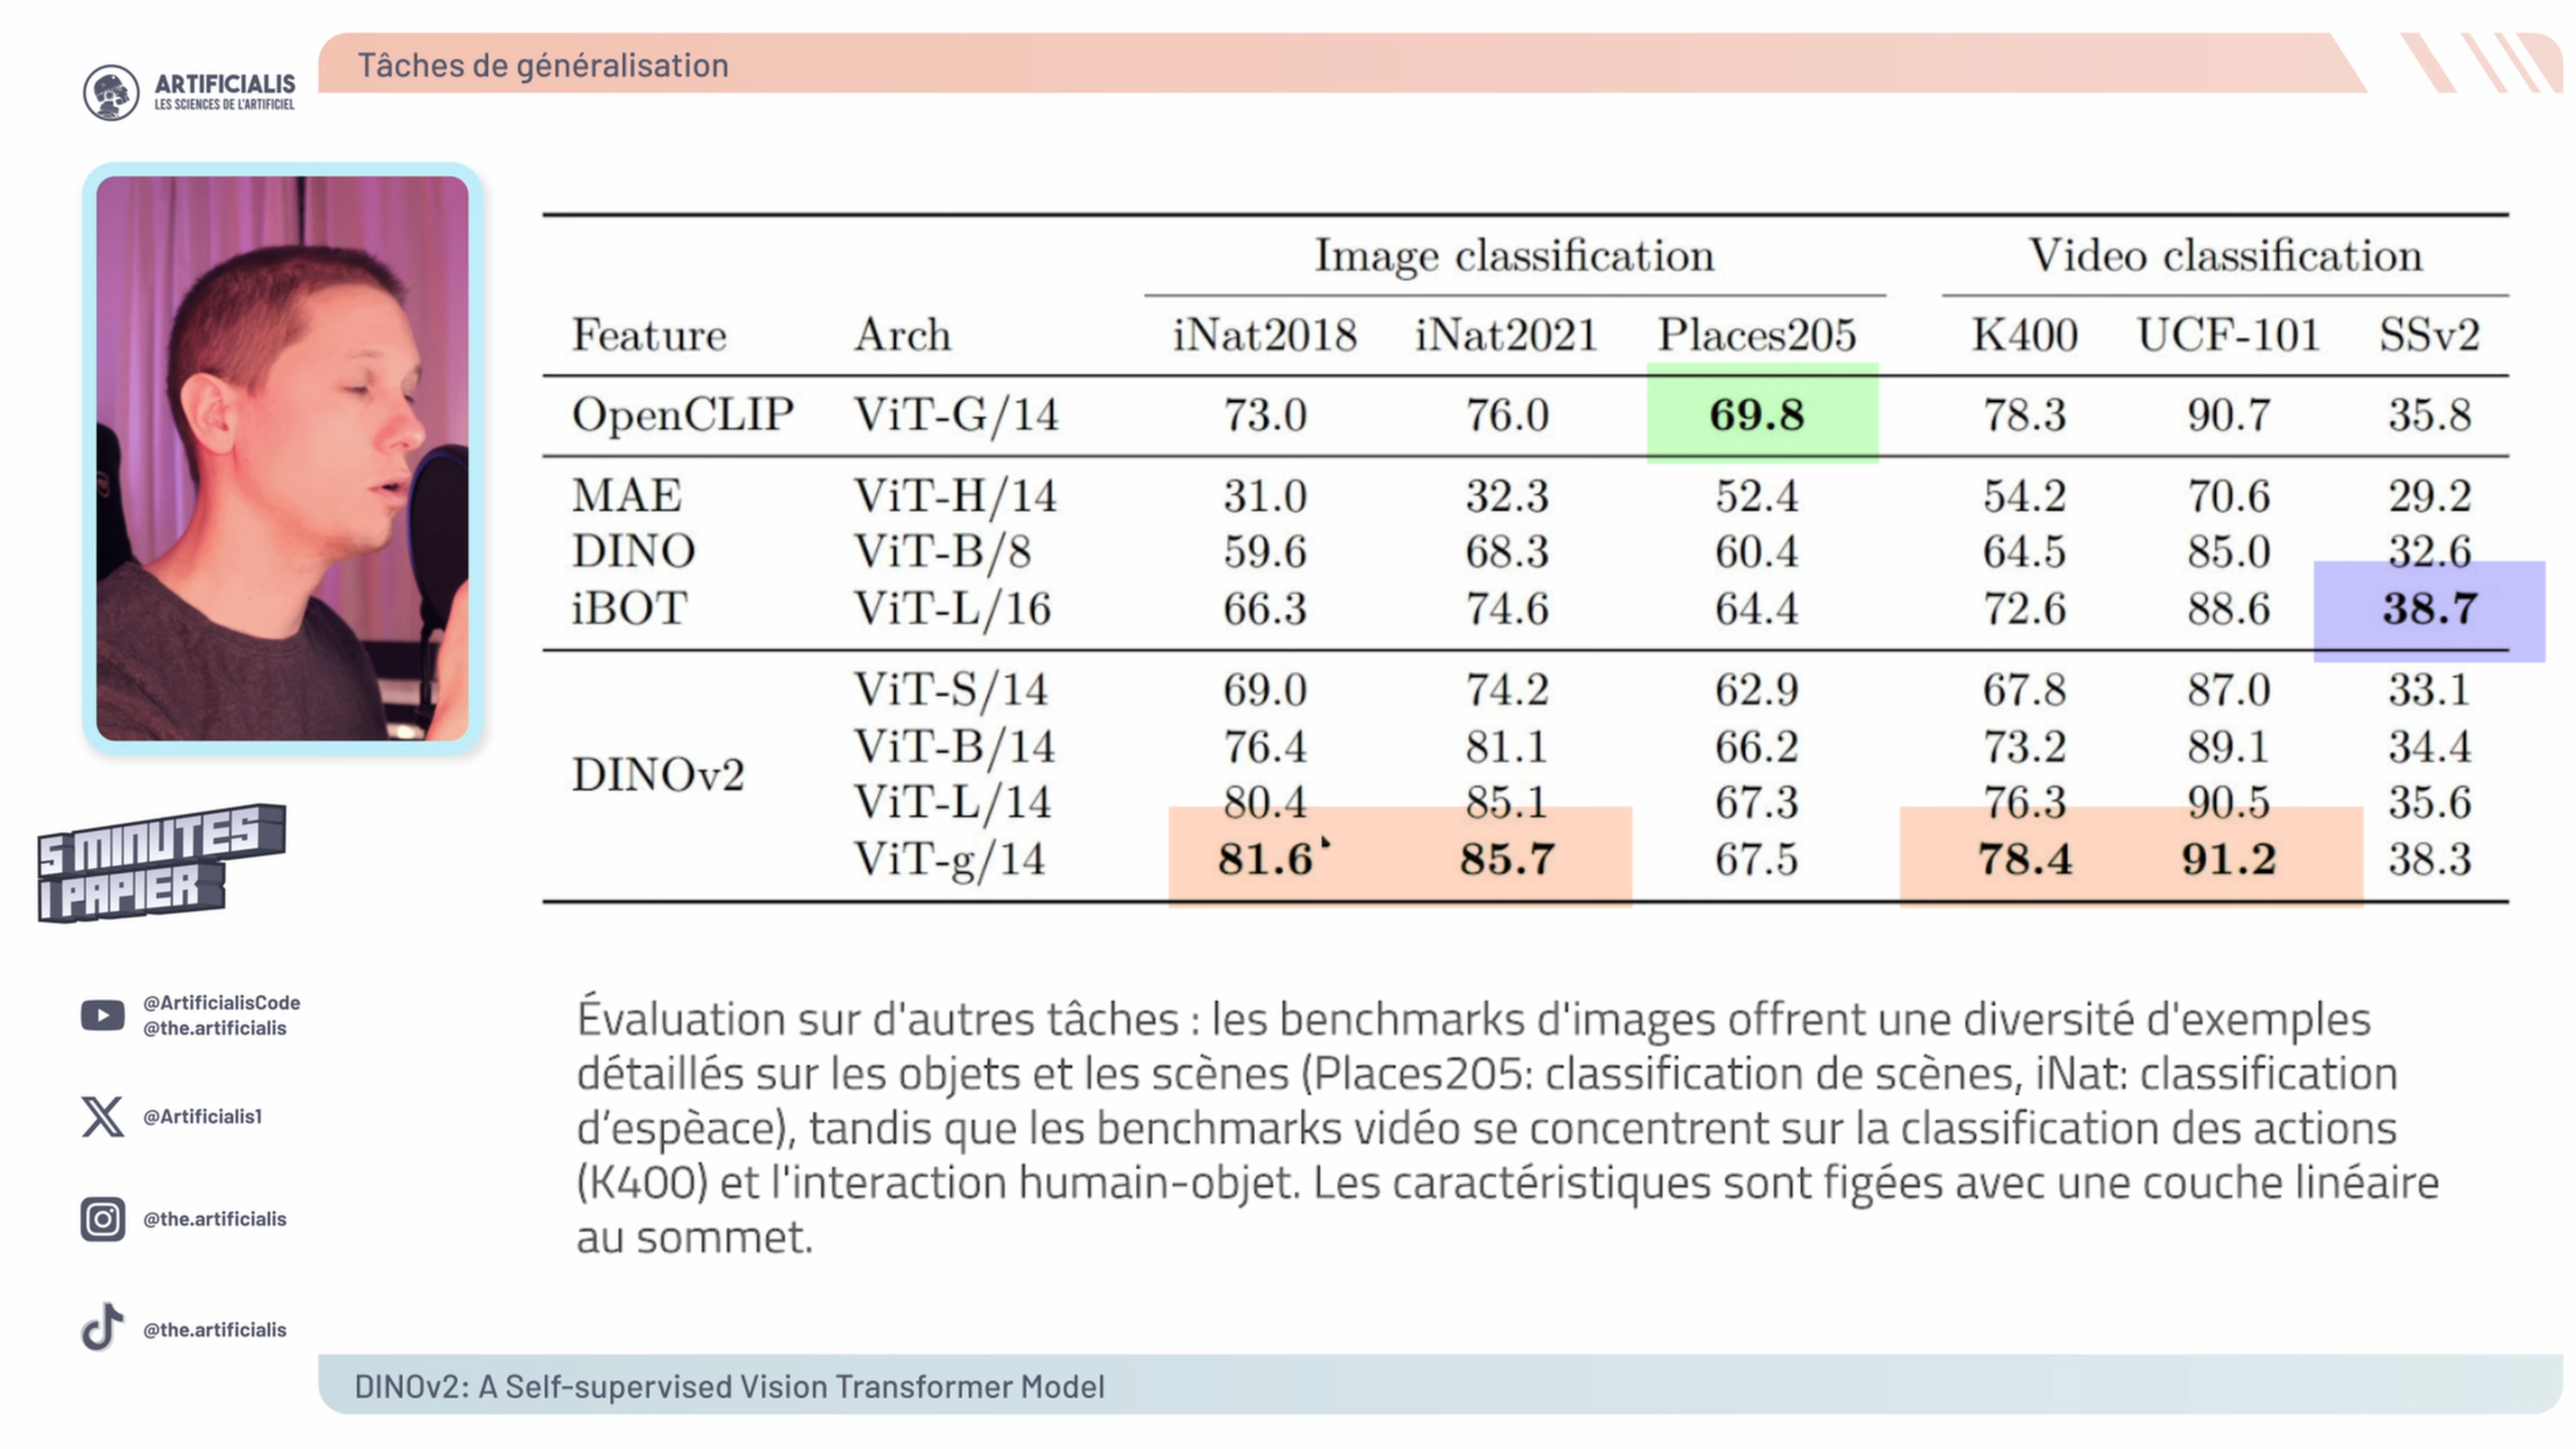 Tâches de généralisation
ARTIFICIALIS
LES SCIENCES DE L'ARTIFICIEL
Image classification Video classification
Feature Arch iNat2018 iNat2021 Places205 K400 UCF-101 SSv2
OpenCLIP ViT-G/14 73.0 76.0 69.8 78.3 90.7 35.8
MAE ViT-H/14 31.0 32.3 52.4 54.2 70.6 29.2
DINO ViT-B/8 59.6 68.3 60.4 64.5 85.0 32.6
iBOT ViT-L/16 66.3 74.6 64.4 72.6 88.6 38.7
ViT-S/14 69.0 74.2 62.9 67.8 87.0 33.1
ViT-B/14 76.4 81.1 66.2 73.2 89.1 34.4
DINOv2
ViT-L/14 80.4 85.1 67.3 76.3 90.5 35.6
ViT-g/14 81.6 85.7 67.5 78.4 91.2 38.3
5 MINUTES
1 PAPIER
@ArtificialisCode
@the.artificialis
@Artificialis1
@the.artificialis
@the.artificialis
Évaluation sur d'autres tâches : les benchmarks d'images offrent une diversité d'exemples
détaillés sur les objets et les scènes (Places205: classification de scènes, iNat: classification
d’espèace), tandis que les benchmarks vidéo se concentrent sur la classification des actions
(K400) et l'interaction humain-objet. Les caractéristiques sont figées avec une couche linéaire
au sommet.
DINOv2: A Self-supervised Vision Transformer Model